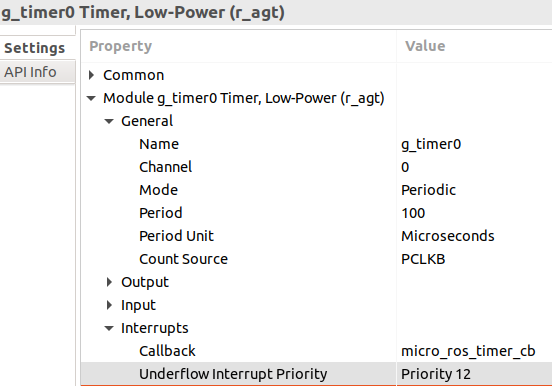 g_timer0 Timer, Low-Power (r_agt)
Settings
API Info
Property Value
Common
Module g_timer0 Timer, Low-Power (r_agt)
General
Name g_timer0
Channel 0
Mode Periodic
Period 100
Period Unit Microseconds
Count Source PCLKB
Output
Input
Interrupts
Callback micro_ros_timer_cb
Underflow Interrupt Priority Priority 12